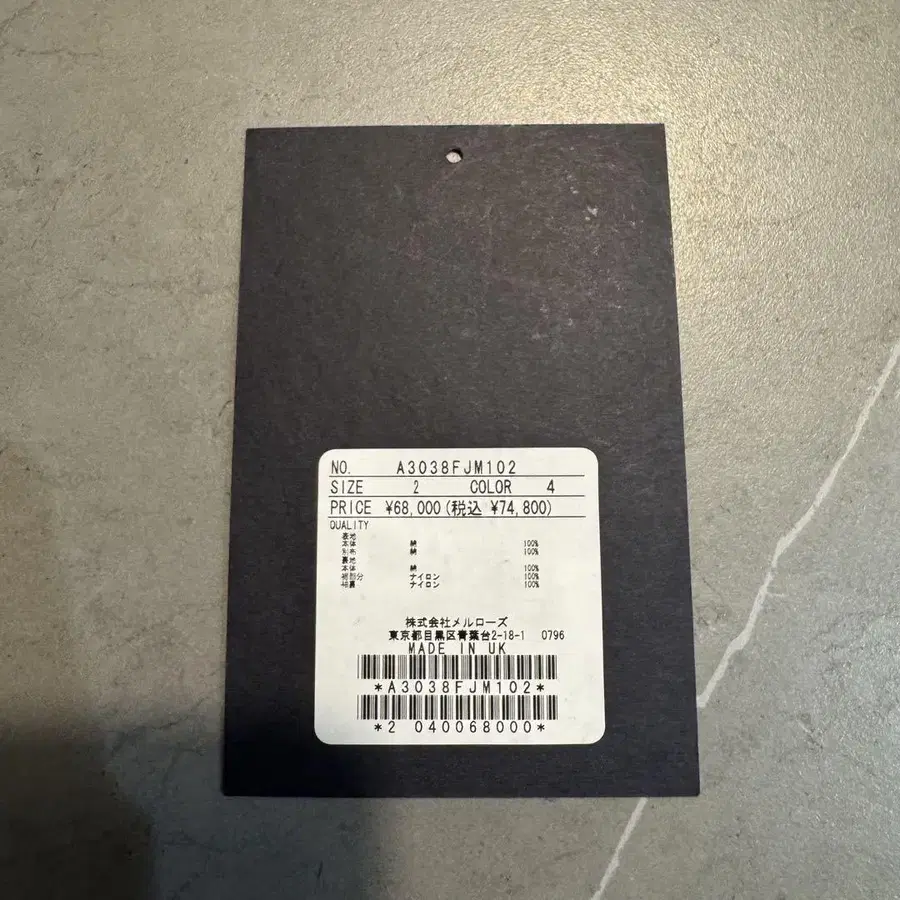 NO. A3038FJM102
SIZE 2 COLOR 4
PRICE ¥68,000(税込 ¥74,800)
QUALITY
表地
本体 綿 100%
別布 綿 100%
裏地
本体 綿 100%
裾部分 ナイロン 100%
袖裏 ナイロン 100%
株式会社メルローズ
東京都目黒区青葉台2-18-1 0796
MADE IN UK
*A3038FJM102*
*2 040068000*